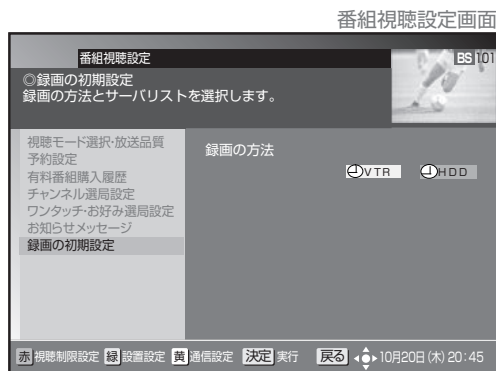 番組視聴設定画面
番組視聴設定
BS 101
◎録画の初期設定
録画の方法とサーバリストを選択します。
視聴モード選択・放送品質
予約設定
有料番組購入履歴
チャンネル選局設定
ワンタッチ・お好み選局設定
お知らせメッセージ
録画の初期設定
録画の方法
VTR HDD
赤 視聴制限設定 緑 設置設定 黄 通信設定 決定 実行 戻る 10月20日(木) 20:45